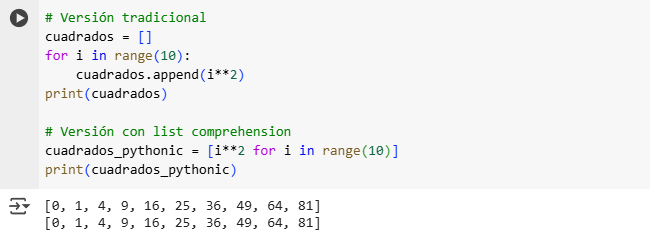 # Versión tradicional
cuadrados = []
for i in range(10):
    cuadrados.append(i**2)
print(cuadrados)

# Versión con list comprehension
cuadrados_pythonic = [i**2 for i in range(10)]
print(cuadrados_pythonic)
[0, 1, 4, 9, 16, 25, 36, 49, 64, 81]
[0, 1, 4, 9, 16, 25, 36, 49, 64, 81]